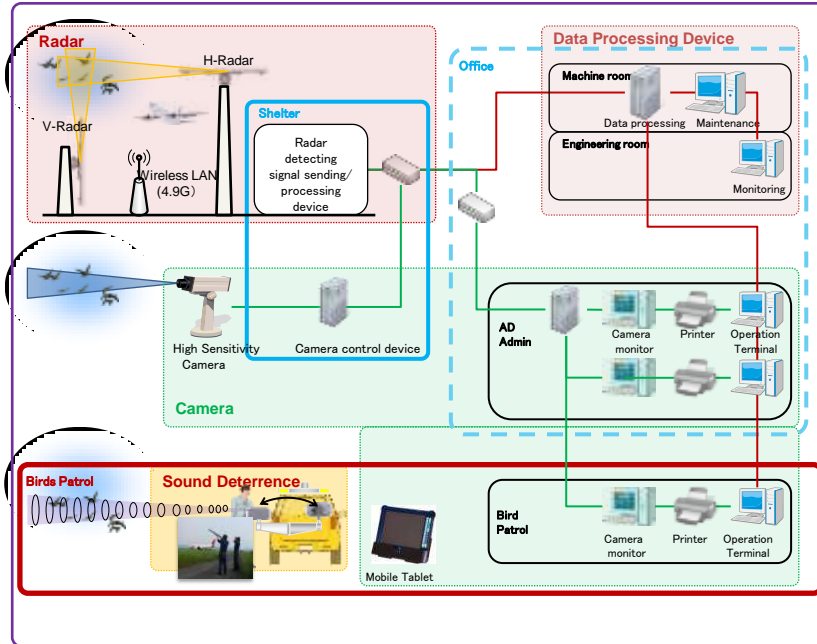 Radar
H-Radar
V-Radar
Wireless LAN
(4.9G)
Shelter
Radar
detecting
signal sending/
processing
device
Office
Data Processing Device
Machine room
Data processing
Maintenance
Engineering room
Monitoring
High Sensitivity
Camera
Camera control device
Camera
AD
Admin
Camera
monitor
Printer
Operation
Terminal
Birds Patrol
Sound Deterrence
Mobile Tablet
Bird
Patrol
Camera
monitor
Printer
Operation
Terminal